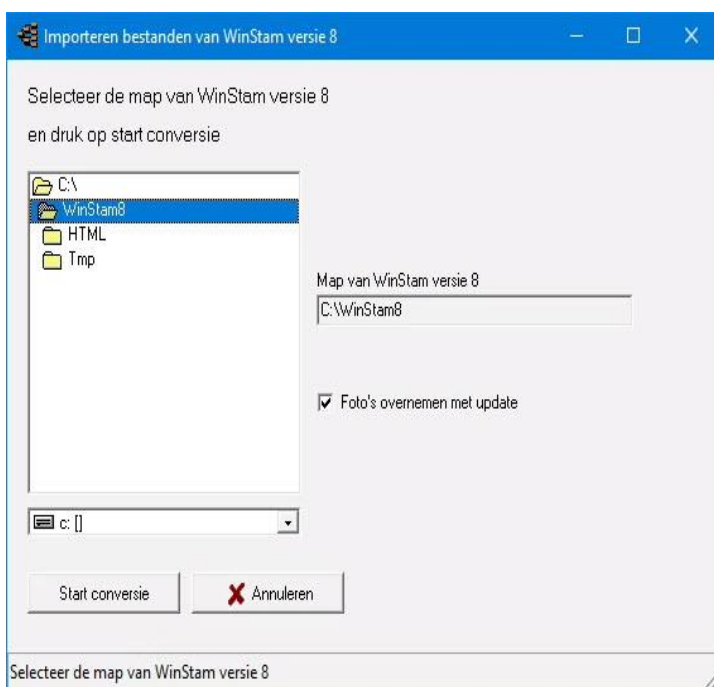 Importeren bestanden van WinStam versie 8
Selecteer de map van WinStam versie 8
en druk op start conversie
C:\
WinStam8
HTML
Tmp
Map van WinStam versie 8
C:\WinStam8
Foto's overnemen met update
c: []
Start conversie
Annuleren
Selecteer de map van WinStam versie 8